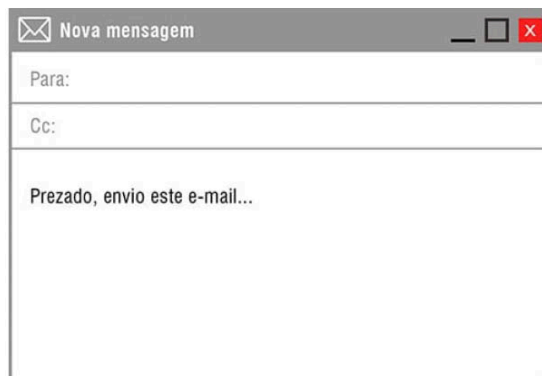 Nova mensagem
X
Para:
Cc:
Prezado, envio este e-mail...